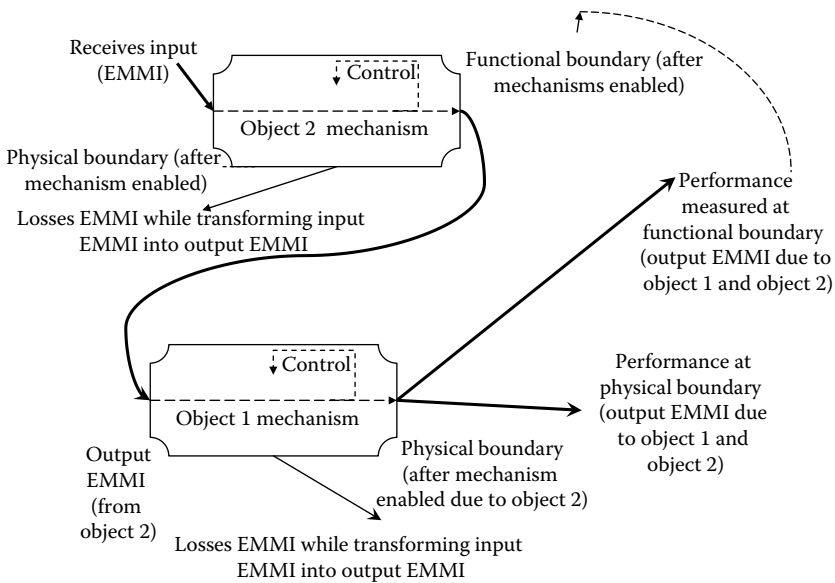 Receives input
(EMMI)
Control
Object 2 mechanism
Functional boundary (after
mechanisms enabled)
Physical boundary (after
mechanism enabled)
Losses EMMI while transforming input
EMMI into output EMMI
Performance
measured at
functional boundary
(output EMMI due to
object 1 and object 2)
Control
Object 1 mechanism
Performance at
physical boundary
(output EMMI due
to object 1 and
object 2)
Output
EMMI
(from
object 2)
Physical boundary
(after mechanism
enabled due to object 2)
Losses EMMI while transforming input
EMMI into output EMMI